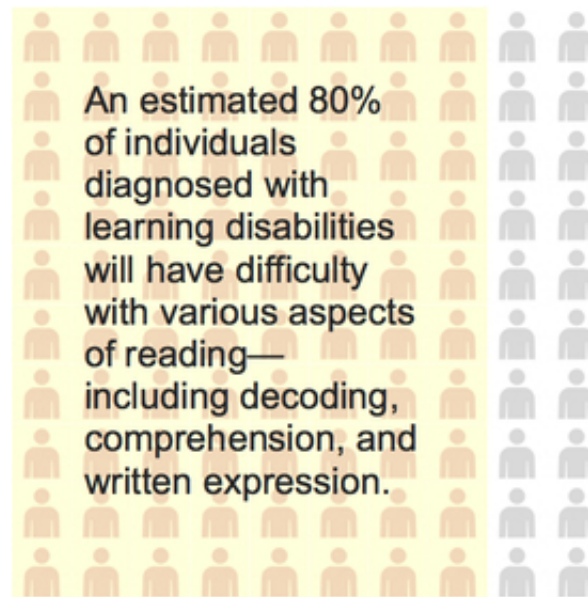 An estimated 80%
of individuals
diagnosed with
learning disabilities
will have difficulty
with various aspects
of reading—
including decoding,
comprehension, and
written expression.